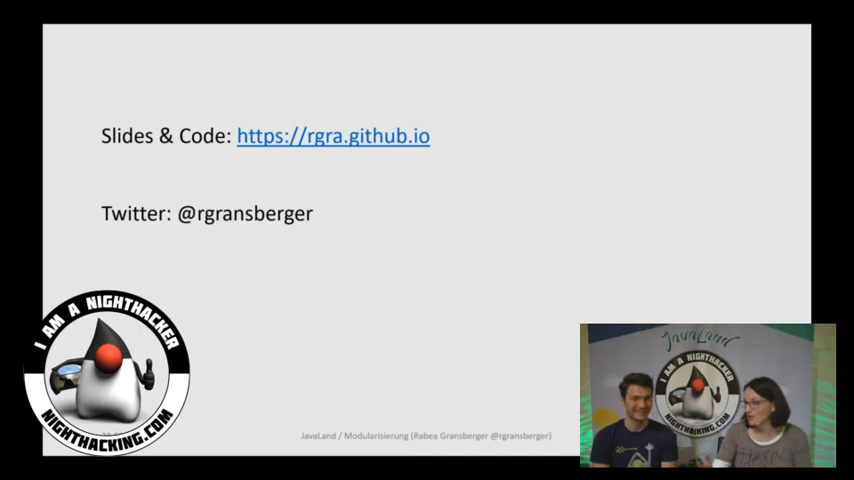 Slides & Code: https://rgra.github.io
Twitter: @rgransberger
I AM A NIGHTHACKER
NIGHTHACKING.COM
JavaLand / Modularisierung (Rabea Gransberger @rgransberger)
JavaLand
I AM A NIGHTHACKER
NIGHTHACKING.COM